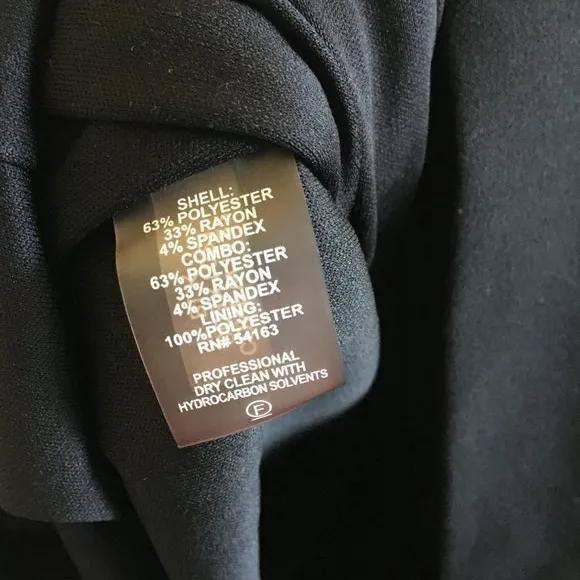 SHELL:
63% POLYESTER
33% RAYON
4% SPANDEX
COMBO:
63% POLYESTER
33% RAYON
4% SPANDEX
LINING:
100%POLYESTER
RN# 54163
PROFESSIONAL
DRY CLEAN WITH
HYDROCARBON SOLVENTS
F